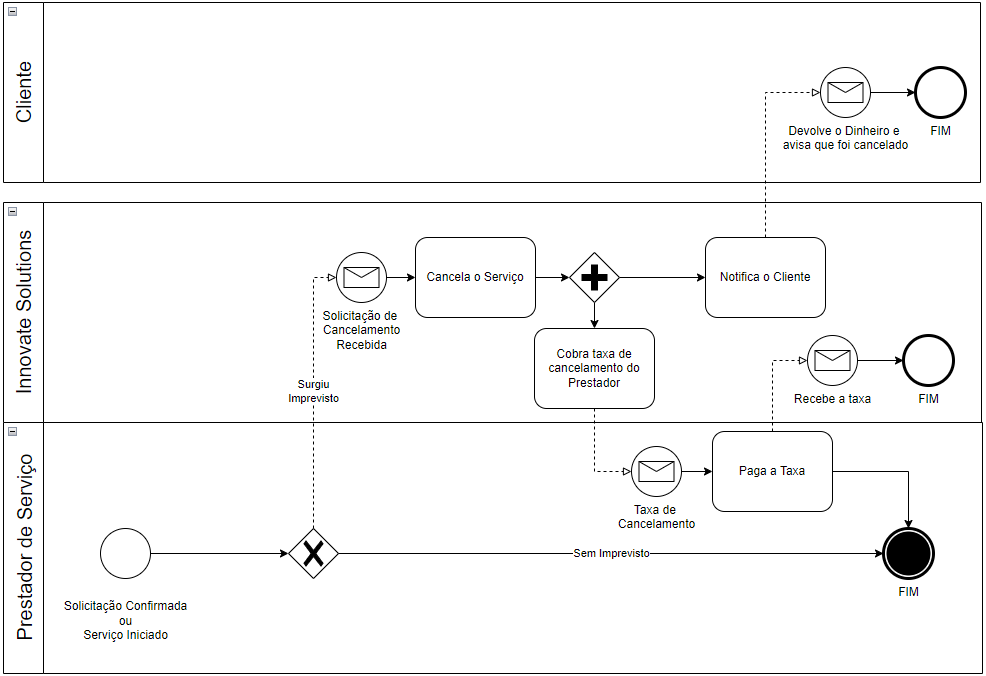 Cliente
Devolve o Dinheiro e
avisa que foi cancelado
FIM
Innovate Solutions
Solicitação de
Cancelamento
Recebida
Cancela o Serviço
Notifica o Cliente
Cobra taxa de
cancelamento do
Prestador
Recebe a taxa
FIM
Surgiu
Imprevisto
Prestador de Serviço
Taxa de
Cancelamento
Paga a Taxa
Solicitação Confirmada
ou
Serviço Iniciado
Sem Imprevisto
FIM